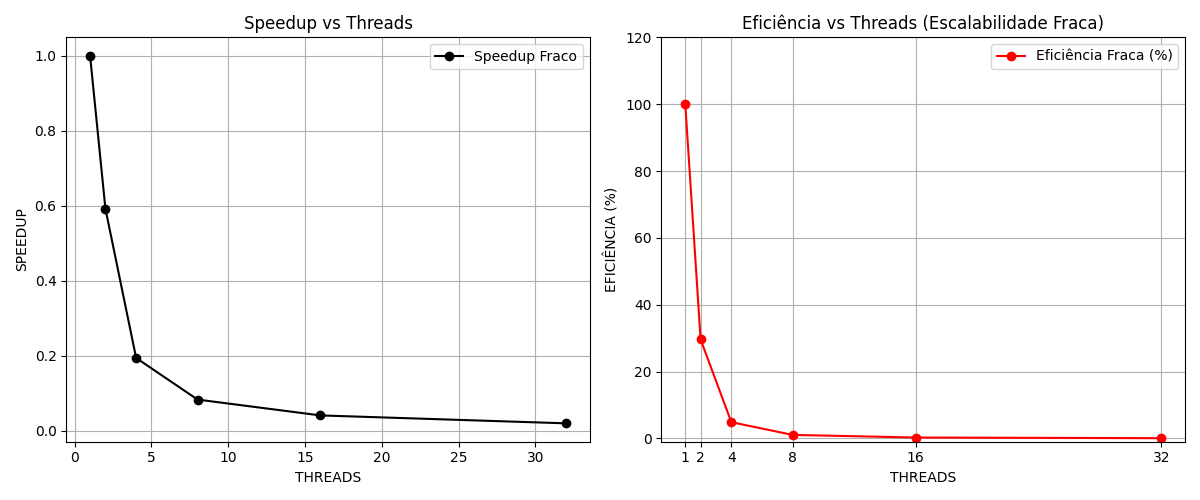 Speedup vs Threads
Speedup Fraco
SPEEDUP
1.0
0.8
0.6
0.4
0.2
0.0
0 5 10 15 20 25 30
THREADS
Eficiência vs Threads (Escalabilidade Fraca)
Eficiência Fraca (%)
EFICIÊNCIA (%)
120
100
80
60
40
20
0
1 2 4 8 16 32
THREADS